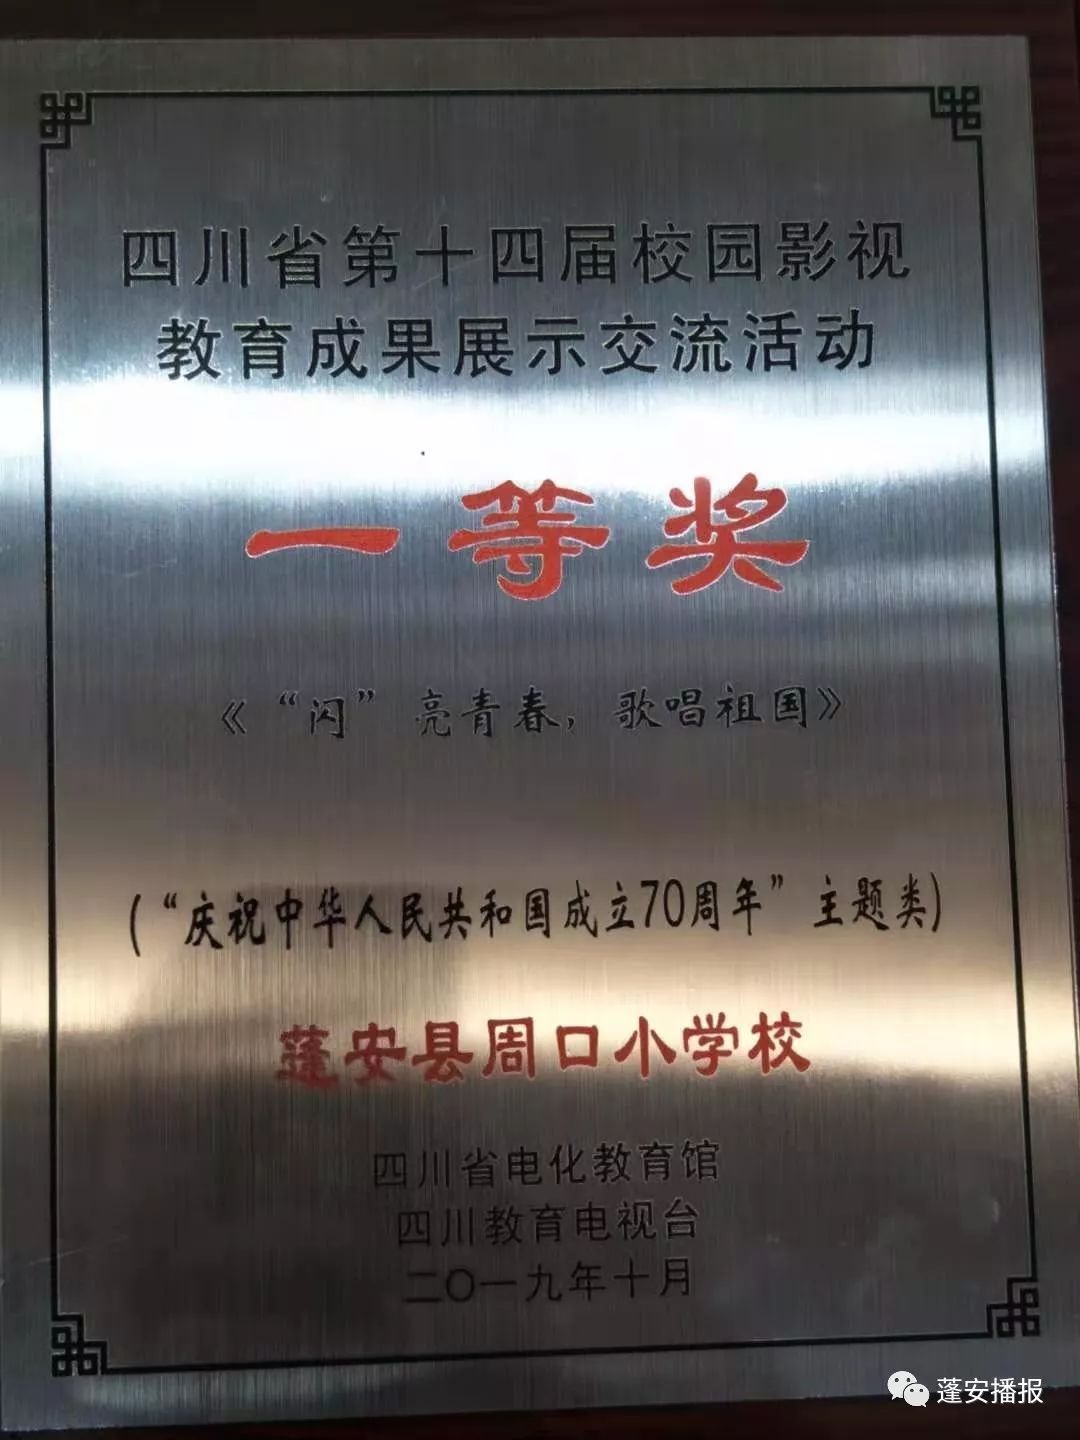 四川省第十四届校园影视
教育成果展示交流活动
一等奖
《“闪”亮青春，歌唱祖国》
(“庆祝中华人民共和国成立70周年”主题类)
蓬安县周口小学校
四川省电化教育馆
四川教育电视台
二〇一九年十月
蓬安播报